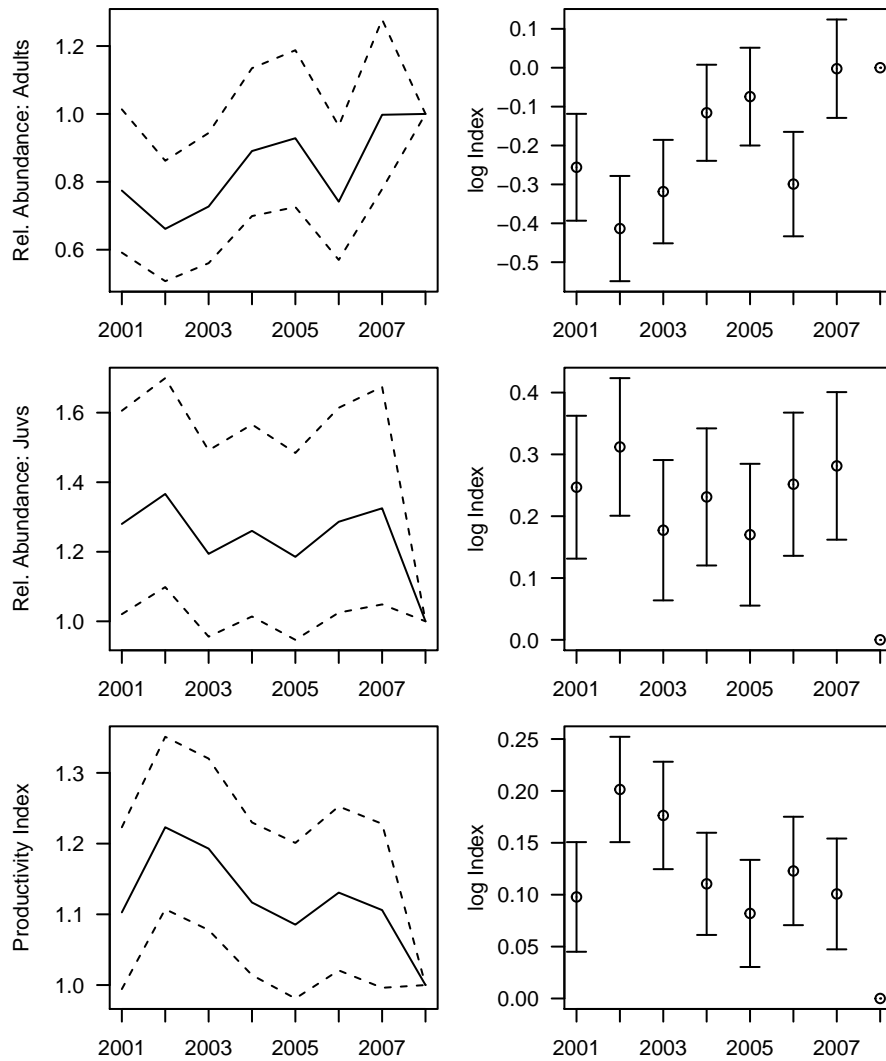 Rel. Abundance: Adults
1.2
1.0
0.8
0.6
2001 2003 2005 2007
log Index
0.1
0.0
−0.1
−0.2
−0.3
−0.4
−0.5
2001 2003 2005 2007
Rel. Abundance: Juvs
1.6
1.4
1.2
1.0
2001 2003 2005 2007
log Index
0.4
0.3
0.2
0.1
0.0
2001 2003 2005 2007
Productivity Index
1.3
1.2
1.1
1.0
2001 2003 2005 2007
log Index
0.25
0.20
0.15
0.10
0.05
0.00
2001 2003 2005 2007